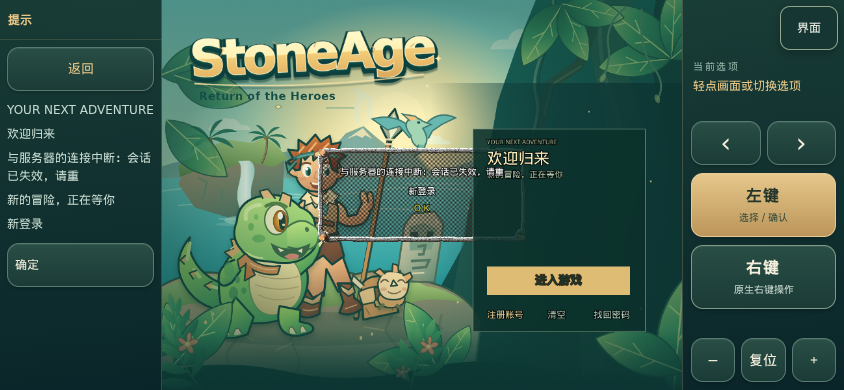 提示
返回
YOUR NEXT ADVENTURE
欢迎归来
与服务器的连接中断：会话
已失效，请重
新的冒险，正在等你
新登录
确定
StoneAge
Return of the Heroes
与服务器的连接中断：会话已失效，请重
新登录
OK
YOUR NEXT ADVENTURE
欢迎归来
的冒险，正在等你
进入游戏
注册账号
清空
找回密码
界面
当前选项
轻点画面或切换选项
‹
›
左键
选择 / 确认
右键
原生右键操作
−
复位
+